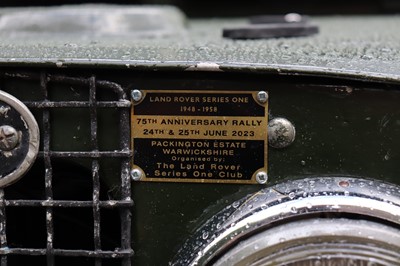 LAND ROVER SERIES ONE
1948 - 1958
75TH ANNIVERSARY RALLY
24TH & 25TH JUNE 2023
PACKINGTON ESTATE
WARWICKSHIRE
Organised by:
The Land Rover
Series One Club